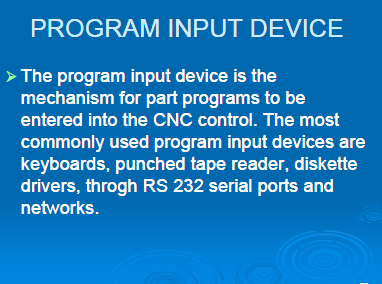 PROGRAM INPUT DEVICE
The program input device is the
mechanism for part programs to be
entered into the CNC control. The most
commonly used program input devices are
keyboards, punched tape reader, diskette
drivers, throgh RS 232 serial ports and
networks.